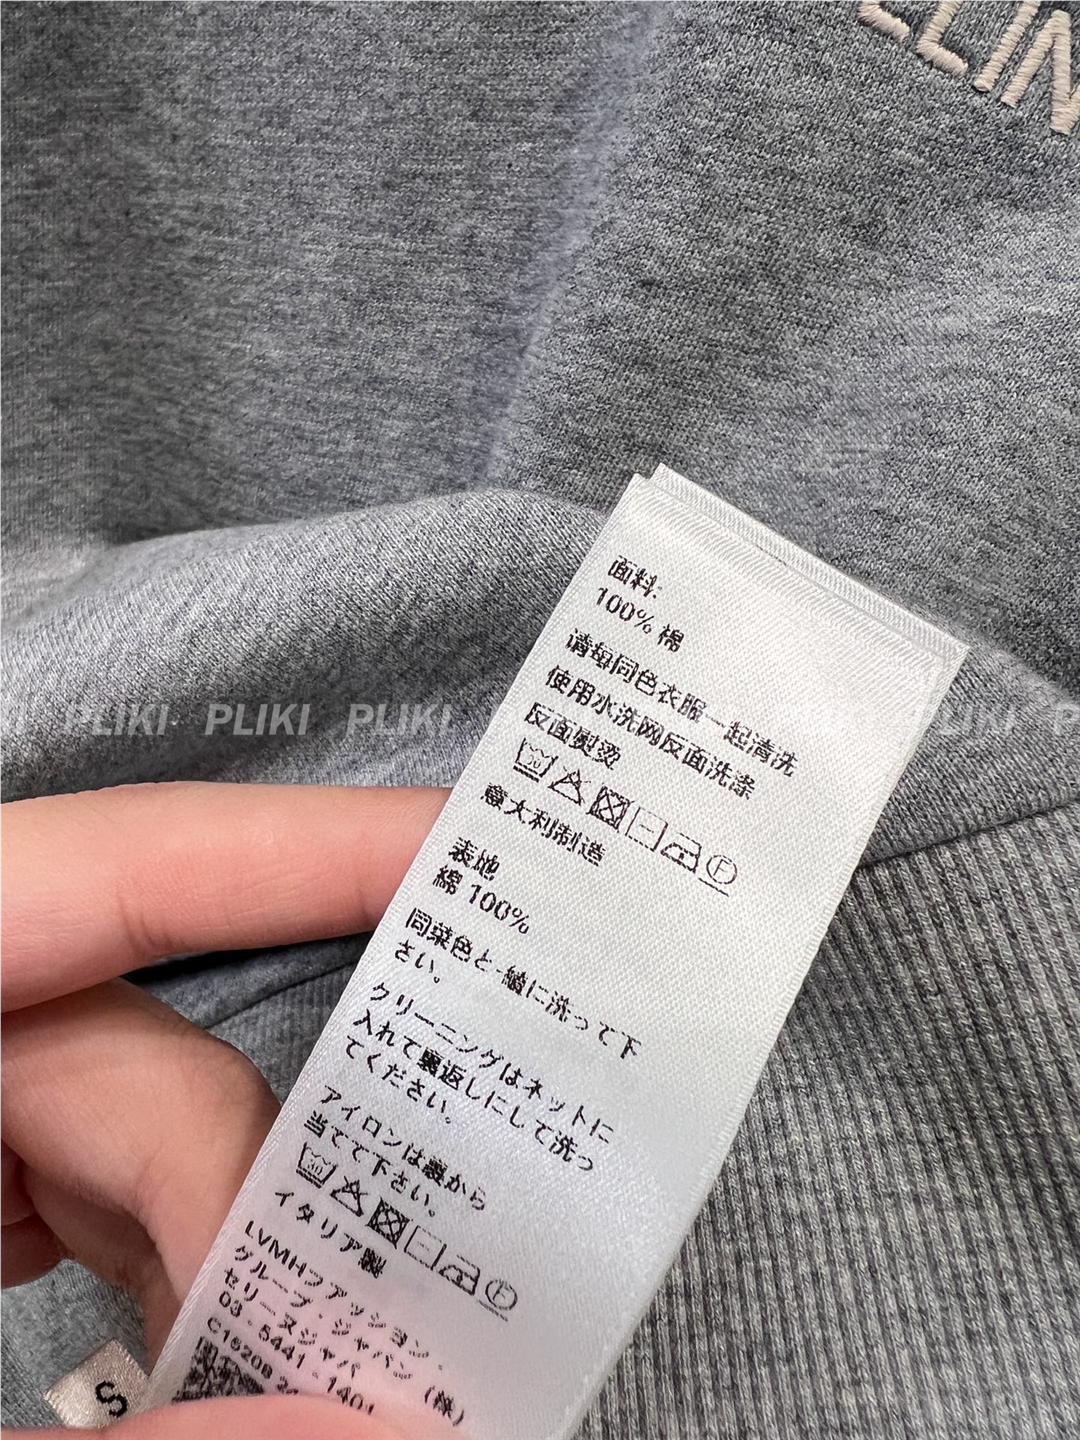 ELIN
面料:
100% 棉
请每同色衣服一起清洗
使用水洗网反面洗涤
反面熨烫
意大利制造
表地
綿 100%
同菜色と一緒に洗って下
さい。
クリーニングはネットに
入れて裏返しにして洗っ
てください。
アイロンは裏から
当てて下さい。
イタリア製
LVMHファッション・
グループ・ジャパン (株)
セリーヌジャパ
03 - 5441 - 1401
C1620B
S
PLIKI PLIKI PLIKI